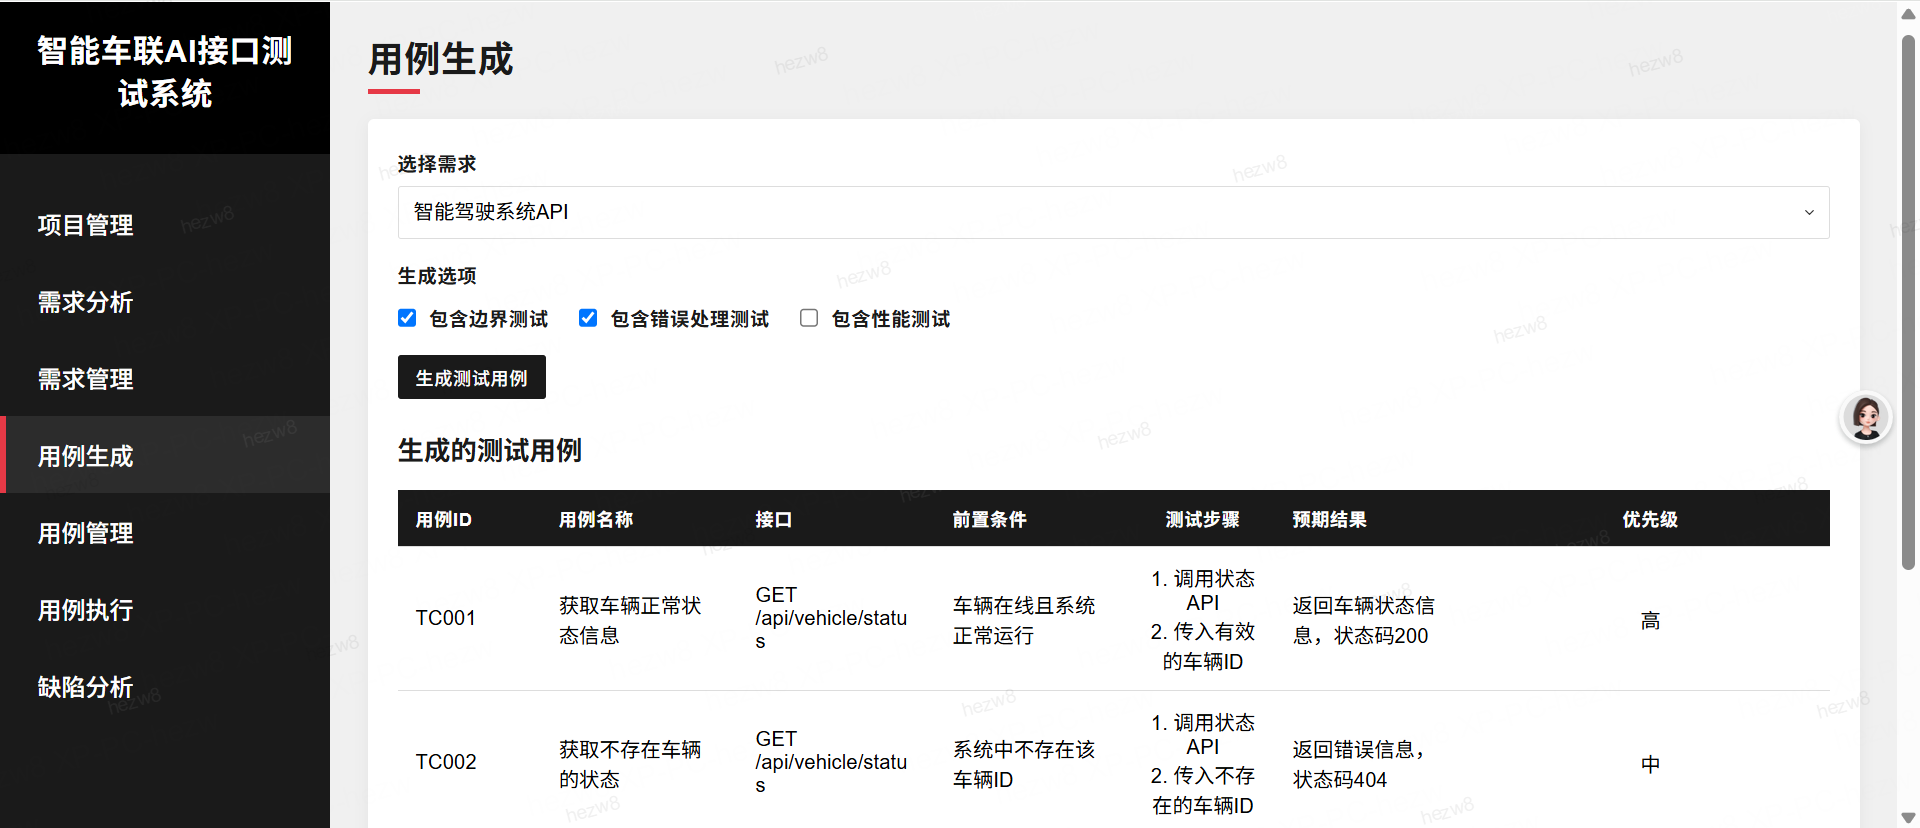 智能车联AI接口测
试系统
项目管理
需求分析
需求管理
用例生成
用例管理
用例执行
缺陷分析
用例生成
选择需求
智能驾驶系统API
生成选项
包含边界测试
包含错误处理测试
包含性能测试
生成测试用例
生成的测试用例
用例ID
用例名称
接口
前置条件
测试步骤
预期结果
优先级
TC001
获取车辆正常状
态信息
GET
/api/vehicle/statu
s
车辆在线且系统
正常运行
1. 调用状态
API
2. 传入有效
的车辆ID
返回车辆状态信
息，状态码200
高
TC002
获取不存在车辆
的状态
GET
/api/vehicle/statu
s
系统中不存在该
车辆ID
1. 调用状态
API
2. 传入不存
在的车辆ID
返回错误信息，
状态码404
中
hezw8